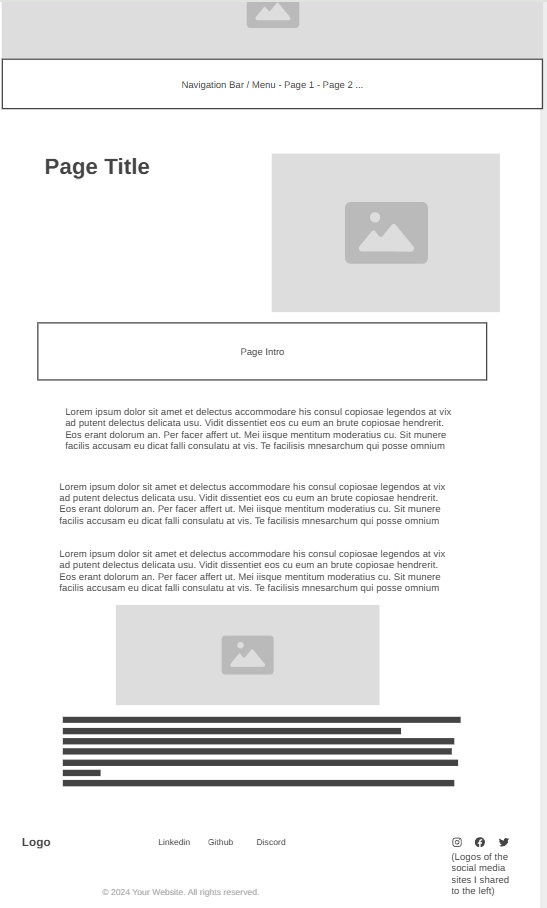 Navigation Bar / Menu - Page 1 - Page 2 ...
Page Title
Page Intro
Lorem ipsum dolor sit amet et delectus accommodare his consul copiosae legendos at vix
ad putent delectus delicata usu. Vidit dissentiet eos cu eum an brute copiosae hendrerit.
Eos erant dolorum an. Per facer affert ut. Mei iisque mentitum moderatius cu. Sit munere
facilis accusam eu dicat falli consulatu at vis. Te facilisis mnesarchum qui posse omnium
Lorem ipsum dolor sit amet et delectus accommodare his consul copiosae legendos at vix
ad putent delectus delicata usu. Vidit dissentiet eos cu eum an brute copiosae hendrerit.
Eos erant dolorum an. Per facer affert ut. Mei iisque mentitum moderatius cu. Sit munere
facilis accusam eu dicat falli consulatu at vis. Te facilisis mnesarchum qui posse omnium
Lorem ipsum dolor sit amet et delectus accommodare his consul copiosae legendos at vix
ad putent delectus delicata usu. Vidit dissentiet eos cu eum an brute copiosae hendrerit.
Eos erant dolorum an. Per facer affert ut. Mei iisque mentitum moderatius cu. Sit munere
facilis accusam eu dicat falli consulatu at vis. Te facilisis mnesarchum qui posse omnium
Logo
Linkedin Github Discord
(Logos of the
social media
sites I shared
to the left)
© 2024 Your Website. All rights reserved.